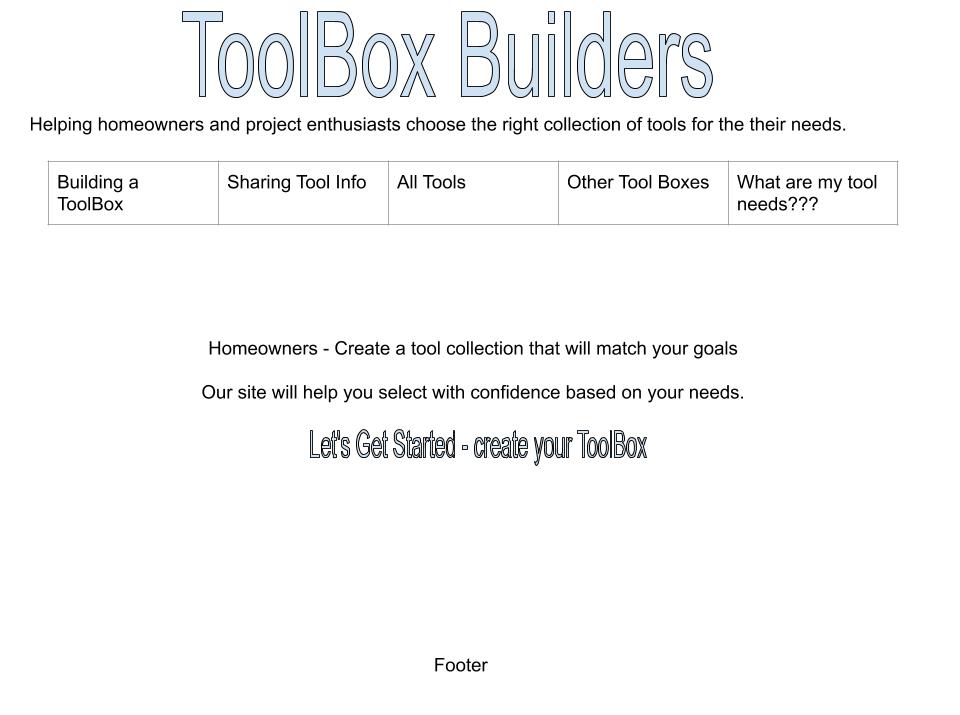 ToolBox Builders
Helping homeowners and project enthusiasts choose the right collection of tools for the their needs.
Building a
ToolBox
Sharing Tool Info
All Tools
Other Tool Boxes
What are my tool
needs???
Homeowners - Create a tool collection that will match your goals
Our site will help you select with confidence based on your needs.
Let's Get Started - create your ToolBox
Footer